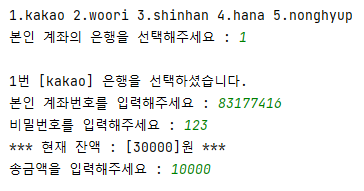 1.kakao 2.woori 3.shinhan 4.hana 5.nonghyup
본인 계좌의 은행을 선택해주세요 : 1
1번 [kakao] 은행을 선택하셨습니다.
본인 계좌번호를 입력해주세요 : 83177416
비밀번호를 입력해주세요 : 123
*** 현재 잔액 : [30000]원 ***
송금액을 입력해주세요 : 10000